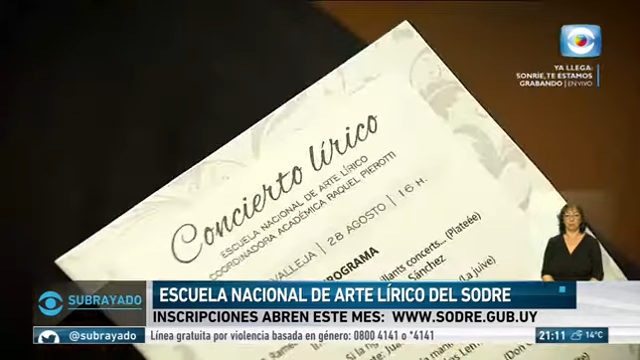 YA LLEGA:
SONRÍE, TE ESTAMOS
GRABANDO | EN VIVO
Concierto lírico
ESCUELA NACIONAL DE ARTE LÍRICO
COORDINADORA ACADÉMICA RAQUEL PIEROTTI
VALLEJA | 28 AGOSTO | 16 H.
PROGRAMA
illants concerts... (Platée)
Sánchez
(La juive)
SUBRAYADO
ESCUELA NACIONAL DE ARTE LÍRICO DEL SODRE
INSCRIPCIONES ABREN ESTE MES: WWW.SODRE.GUB.UY
@subrayado
Línea gratuita por violencia basada en género: 0800 4141 o *4141
21:11
14°C